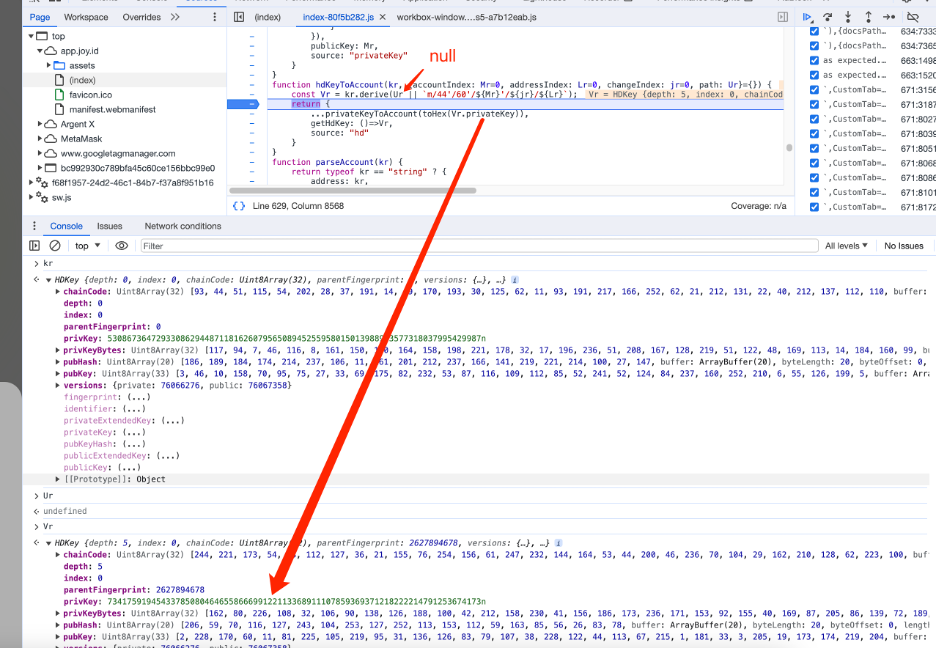 Page Workspace Overrides
(index) index-80f5b282.js workbox-window....s5-a7b12eab.js
top
app.joy.id
assets
(index)
favicon.ico
manifest.webmanifest
Argent X
MetaMask
www.googletagmanager.com
bc992930c789bfa45c60ce156bbc99e0
f68f1957-24d2-46c1-84b7-f37a8f951b16
sw.js
}),
publicKey: Mr,
source: "privateKey"
}
}
null
function hdKeyToAccount(kr, accountIndex: Mr=0, addressIndex: Lr=0, changeIndex: jr=0, path: Ur}={}) {
const Vr = kr.derive(Ur || `m/44'/60'/${Mr}'/${jr}/${Lr}`); Vr = HDKey {depth: 5, index: 0, chainCod
return {
...privateKeyToAccount(toHex(Vr.privateKey)),
getHdKey: ()=>Vr,
source: "hd"
}
}
function parseAccount(kr) {
return typeof kr == "string" ? {
address: kr,
{} Line 629, Column 8568 Coverage: n/a
`),{docsPath… 634:7333
`),{docsPath… 634:7365
as expected.… 663:1498
as expected.… 663:1520
`,CustomTab=… 671:3156
`,CustomTab=… 671:3187
`,CustomTab=… 671:8027
`,CustomTab=… 671:8039
`,CustomTab=… 671:8051
`,CustomTab=… 671:8068
`,CustomTab=… 671:8086
`,CustomTab=… 671:8101
`,CustomTab=… 671:8172
Console Issues Network conditions
top Filter All levels No Issues
kr
HDKey {depth: 0, index: 0, chainCode: Uint8Array(32), parentFingerprint: versions: {…}, …}
chainCode: Uint8Array(32) [93, 44, 51, 115, 54, 202, 28, 37, 191, 14, 170, 193, 30, 125, 62, 11, 93, 191, 217, 166, 252, 62, 21, 212, 131, 22, 40, 212, 137, 112, 110, buffer:
depth: 0
index: 0
parentFingerprint: 0
privBytes: Uint8Array(32) [117, 94, 7, 46, 116, 8, 161, 150, 164, 158, 198, 221, 178, 32, 17, 196, 236, 51, 208, 167, 128, 219, 51, 122, 48, 169, 113, 14, 184, 160, 99,
pubHash: Uint8Array(20) [186, 189, 184, 174, 214, 237, 106, 11, 61, 201, 212, 237, 166, 141, 219, 221, 214, 100, 27, 147, buffer: ArrayBuffer(20), byteLength: 20, byteOffset: 0,
pubKey: Uint8Array(33) [3, 46, 10, 158, 70, 95, 75, 27, 33, 69, 175, 82, 232, 53, 87, 116, 109, 112, 85, 52, 241, 52, 124, 84, 237, 160, 252, 210, 6, 55, 126, 199, 5, buffer: Arra
versions: {private: 76066276, public: 76067358}
fingerprint: (...)
identifier: (...)
privateExtendedKey: (...)
privateKey: (...)
pubKeyHash: (...)
publicExtendedKey: (...)
publicKey: (...)
[[Prototype]]: Object
Ur
undefined
Vr
HDKey {depth: 5, index: 0, chainCode: Uint8Array(32), parentFingerprint: 2627894678, versions: {…}, …}
chainCode: Uint8Array(32) [244, 221, 173, 54, 112, 127, 36, 21, 155, 76, 254, 156, 61, 247, 232, 144, 164, 53, 44, 200, 46, 236, 70, 104, 29, 162, 210, 128, 62, 223, 100, buf
depth: 5
index: 0
parentFingerprint: 2627894678
privKey: 73417591945433785080464655866699122113368911107859369371218222214791253674173n
privKeyBytes: Uint8Array(32) [162, 80, 226, 108, 32, 106, 90, 138, 126, 188, 100, 42, 212, 158, 230, 41, 156, 186, 173, 236, 171, 153, 92, 155, 40, 169, 87, 205, 86, 139, 72, 189,
pubHash: Uint8Array(20) [206, 59, 70, 116, 127, 243, 104, 253, 127, 252, 113, 153, 112, 59, 163, 85, 56, 26, 83, 78, buffer: ArrayBuffer(20), byteLength: 20, byteOffset: 0, length
pubKey: Uint8Array(33) [2, 228, 170, 60, 11, 81, 225, 105, 219, 95, 31, 136, 126, 83, 79, 107, 38, 228, 122, 44, 113, 67, 215, 1, 181, 33, 3, 205, 19, 173, 174, 219, 204, buffer: